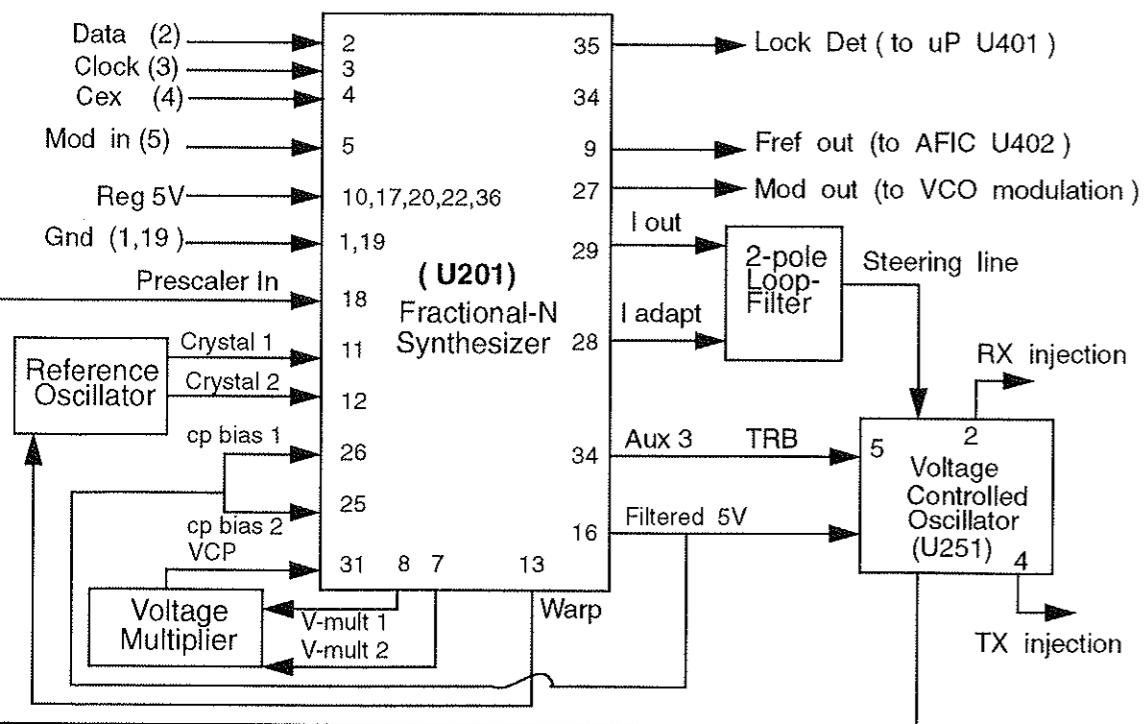 Data (2)
Clock (3)
Cex (4)
Mod in (5)
Reg 5V
Gnd (1,19 )
Prescaler In
Crystal 1
Crystal 2
Reference
Oscillator
cp bias 1
cp bias 2
VCP
Voltage
Multiplier
V-mult 1
V-mult 2
2
3
4
5
10,17,20,22,36
1,19
18
11
12
26
25
31
8
7
13
( U201)
Fractional-N
Synthesizer
35
34
9
27
29
28
34
16
Warp
Lock Det ( to uP U401 )
Fref out (to AFIC U402 )
Mod out (to VCO modulation )
I out
I adapt
2-pole
Loop-
Filter
Steering line
RX injection
Aux 3 TRB
Filtered 5V
5
2
Voltage
Controlled
Oscillator
(U251)
4
TX injection